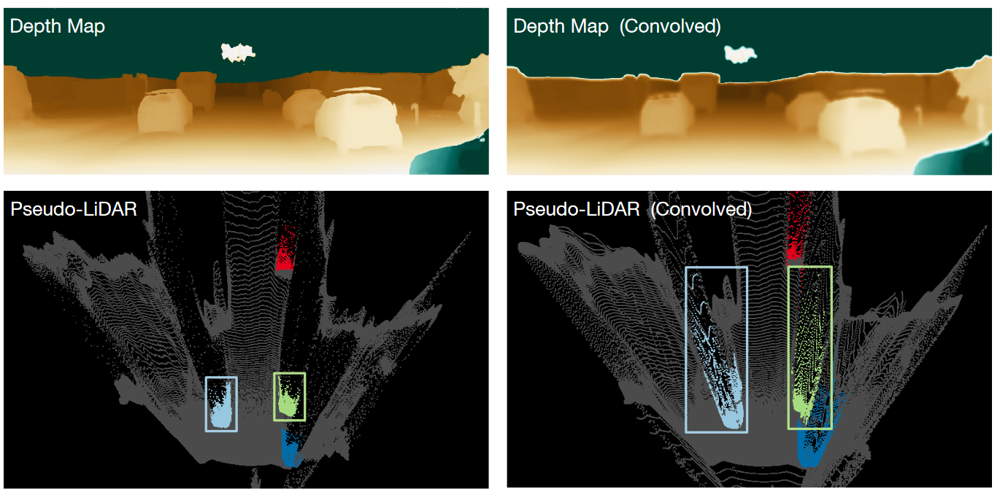 Depth Map
Depth Map (Convolved)
Pseudo-LiDAR
Pseudo-LiDAR (Convolved)